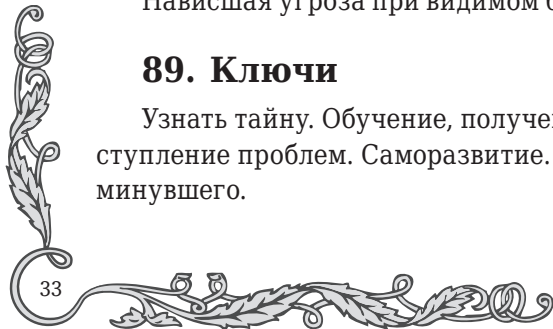 Нависшая угроза при видимом
89. Ключи
Узнать тайну. Обучение,
ступление проблем. Саморазвитие.
минувшего.
33